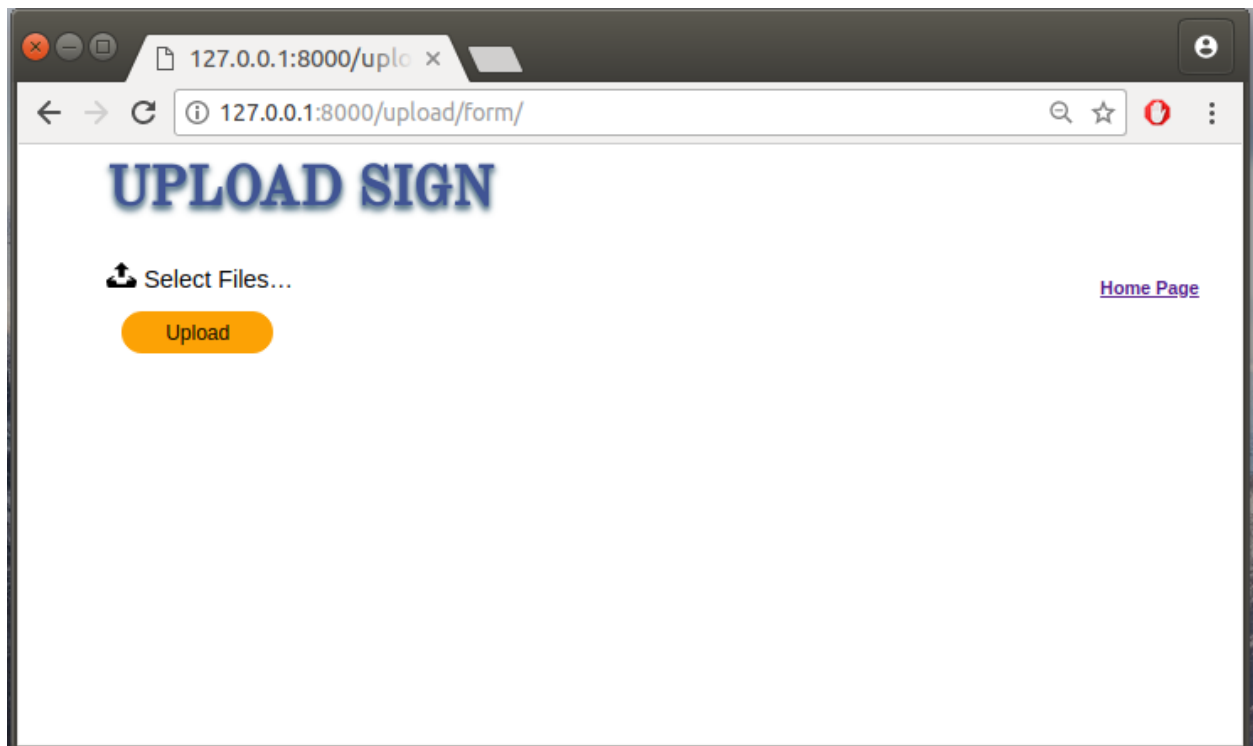 127.0.0.1:8000/uplo
127.0.0.1:8000/upload/form/
UPLOAD SIGN
Select Files...
Home Page
Upload